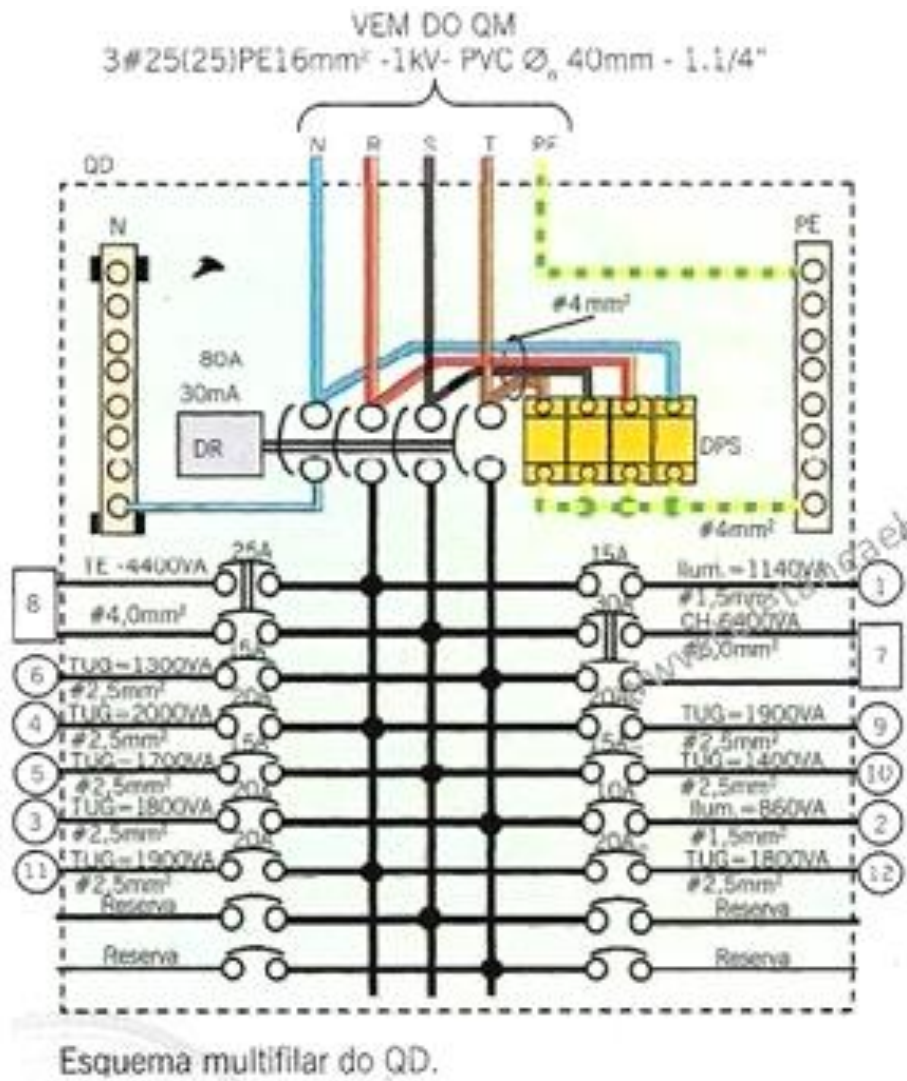 VEM DO QM
3#25(25)PE16mm² -1kV- PVC Øn 40mm - 1.1/4"
N R S T PE
QD
N
PE
#4mm²
80A
30mA
DR
DPS
#4mm²
25A
TE -4400VA
8
#4,0mm²
15A
6
TUG=1300VA
#2,5mm²
20A
4
TUG=2000VA
#2,5mm²
15A
5
TUG=1700VA
#2,5mm²
20A
3
TUG=1800VA
#2,5mm²
20A
11
TUG=1900VA
#2,5mm²
Reserva
Reserva
15A
Ilum.=1140VA
1
#1,5mm²
30A
CH-6400VA
7
#6,0mm²
20A
TUG=1900VA
9
#2,5mm²
15A
TUG=1400VA
10
#2,5mm²
10A
Ilum.=860VA
2
#1,5mm²
20A
TUG=1800VA
12
#2,5mm²
Reserva
Reserva
Esquema multifilar do QD.